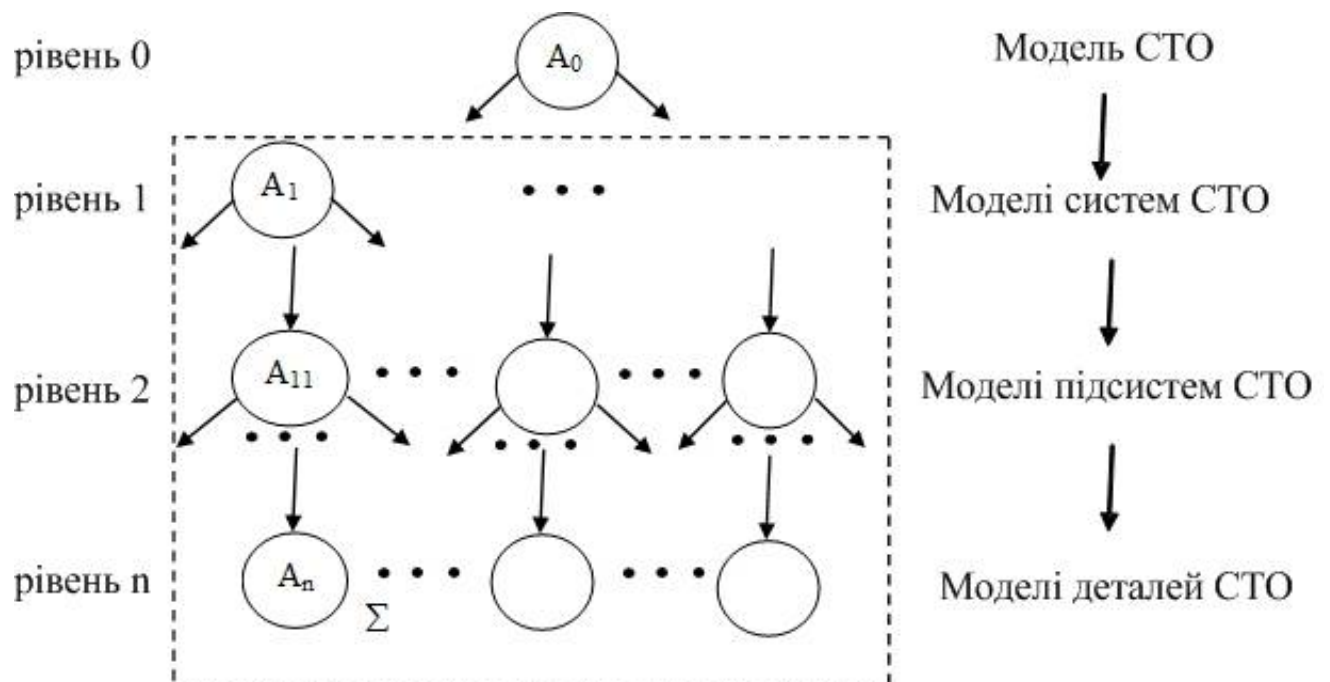 рівень 0
A₀
Модель СТО
рівень 1
A₁
Моделі систем СТО
рівень 2
A₁₁
Моделі підсистем СТО
рівень n
Aₙ
Σ
Моделі деталей СТО